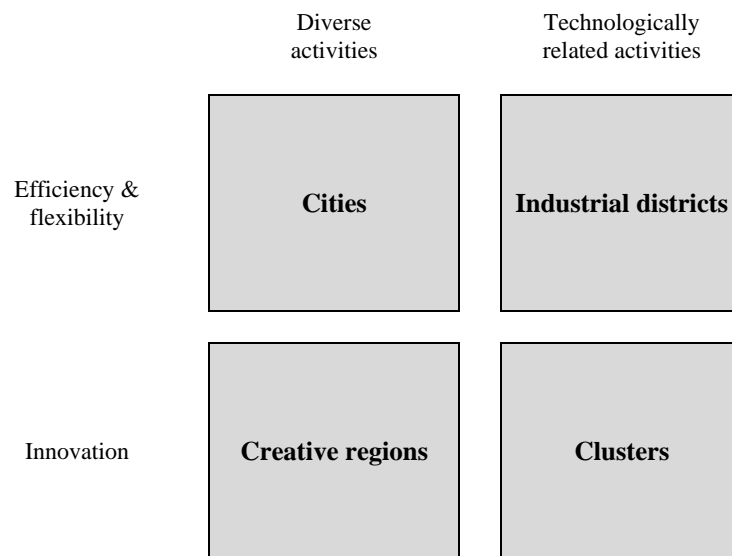 Diverse
activities
Technologically
related activities
Efficiency &
flexibility
Cities
Industrial districts
Innovation
Creative regions
Clusters